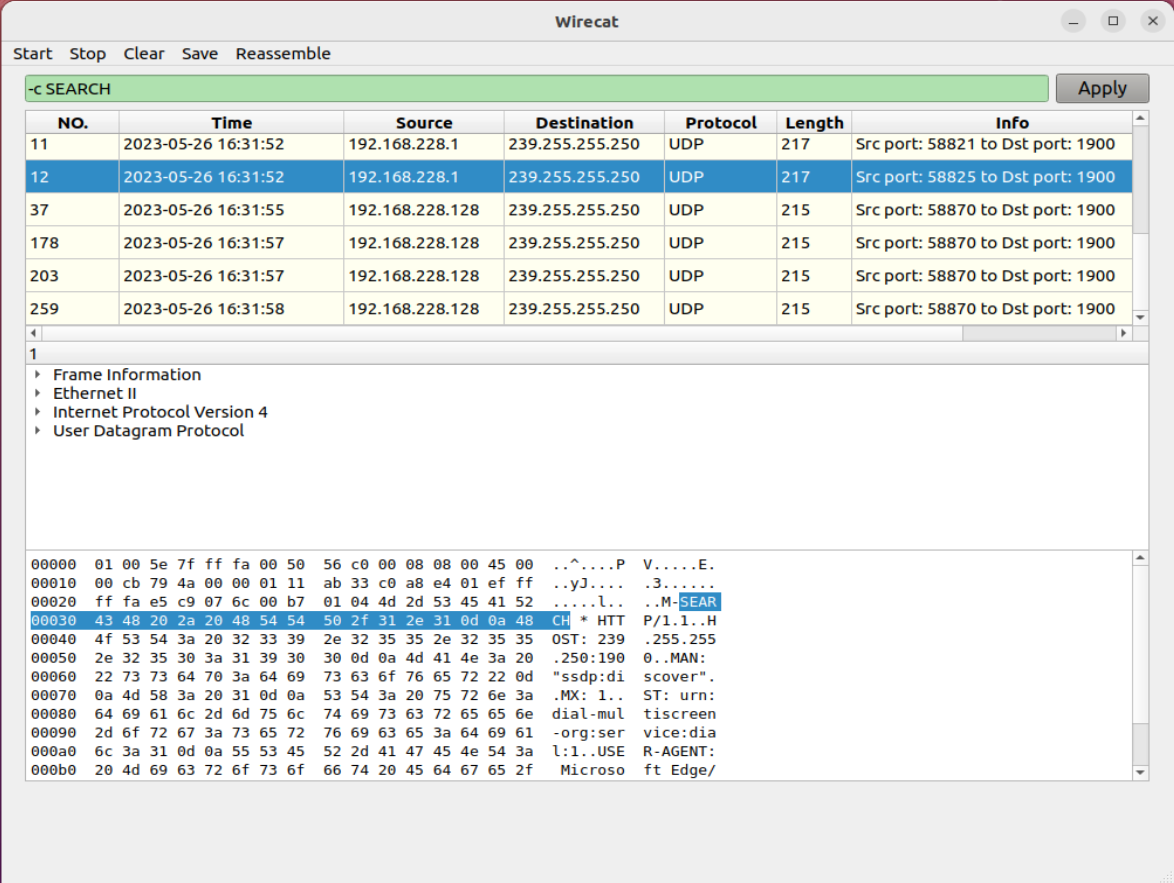 Wirecat
Start Stop Clear Save Reassemble
-c SEARCH Apply
NO. Time Source Destination Protocol Length Info
11 2023-05-26 16:31:52 192.168.228.1 239.255.255.250 UDP 217 Src port: 58821 to Dst port: 1900
12 2023-05-26 16:31:52 192.168.228.1 239.255.255.250 UDP 217 Src port: 58825 to Dst port: 1900
37 2023-05-26 16:31:55 192.168.228.128 239.255.255.250 UDP 215 Src port: 58870 to Dst port: 1900
178 2023-05-26 16:31:57 192.168.228.128 239.255.255.250 UDP 215 Src port: 58870 to Dst port: 1900
203 2023-05-26 16:31:57 192.168.228.128 239.255.255.250 UDP 215 Src port: 58870 to Dst port: 1900
259 2023-05-26 16:31:58 192.168.228.128 239.255.255.250 UDP 215 Src port: 58870 to Dst port: 1900
1
Frame Information
Ethernet II
Internet Protocol Version 4
User Datagram Protocol
00000 01 00 5e 7f ff fa 00 50 56 c0 00 08 08 00 45 00 ..^....P V.....E.
00010 00 cb 79 4a 00 00 01 11 ab 33 c0 a8 e4 01 ef ff ..yJ.... .3......
00020 ff fa e5 c9 07 6c 00 b7 01 04 4d 2d 53 45 41 52 .....l.. ..M-SEAR
00030 43 48 20 2a 20 48 54 54 50 2f 31 2e 31 0d 0a 48 CH * HTT P/1.1..H
00040 4f 53 54 3a 20 32 33 39 2e 32 35 35 2e 32 35 35 OST: 239 .255.255
00050 2e 32 35 30 3a 31 39 30 30 0d 0a 4d 41 4e 3a 20 .250:190 0..MAN:
00060 22 73 73 64 70 3a 64 69 73 63 6f 76 65 72 22 0d "ssdp:di scover".
00070 0a 4d 58 3a 20 31 0d 0a 53 54 3a 20 75 72 6e 3a .MX: 1.. ST: urn:
00080 64 69 61 6c 2d 6d 75 6c 74 69 73 63 72 65 65 6e dial-mul tiscreen
00090 2d 6f 72 67 3a 73 65 72 76 69 63 65 3a 64 69 61 -org:ser vice:dia
000a0 6c 3a 31 0d 0a 55 53 45 52 2d 41 47 45 4e 54 3a l:1..USE R-AGENT:
000b0 20 4d 69 63 72 6f 73 6f 66 74 20 45 64 67 65 2f Microso ft Edge/